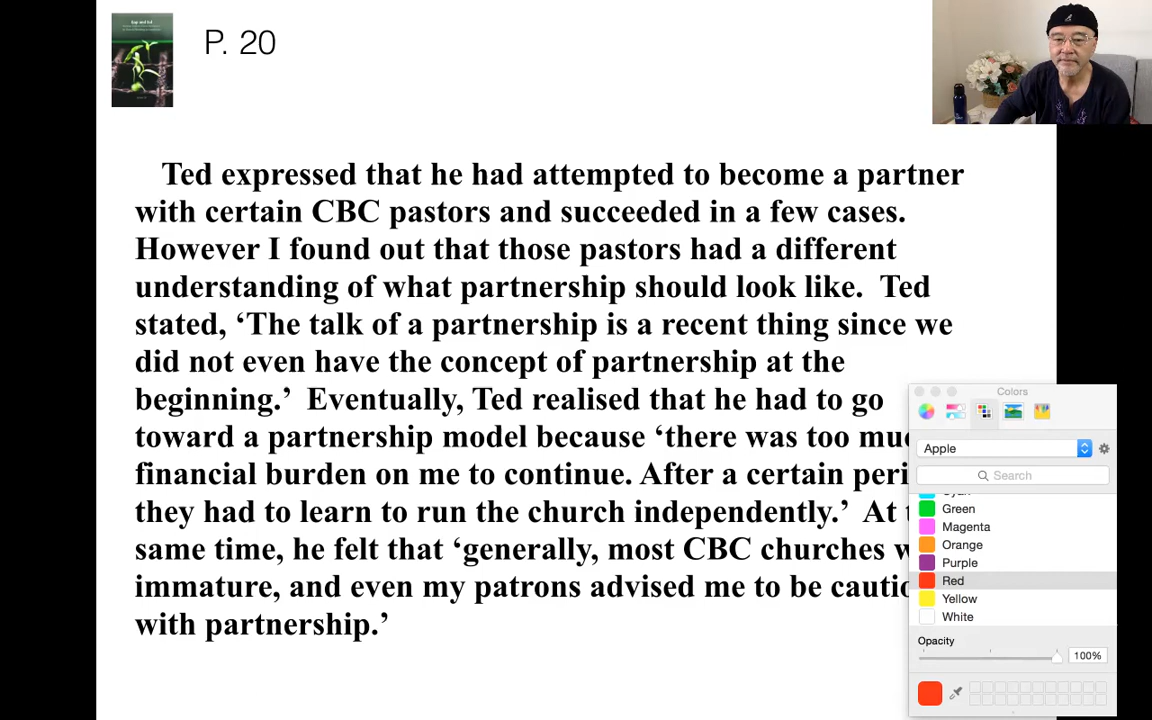 P. 20
Ted expressed that he had attempted to become a partner
with certain CBC pastors and succeeded in a few cases.
However I found out that those pastors had a different
understanding of what partnership should look like.  Ted
stated, ‘The talk of a partnership is a recent thing since we
did not even have the concept of partnership at the
beginning.’  Eventually, Ted realised that he had to go
toward a partnership model because ‘there was too
financial burden on me to continue. After a certain
they had to learn to run the church independently.’  At
same time, he felt that ‘generally, most CBC churches
immature, and even my patrons advised me to be
with partnership.’
Colors
Apple
Search
Green
Magenta
Orange
Purple
Red
Yellow
White
Opacity
100%